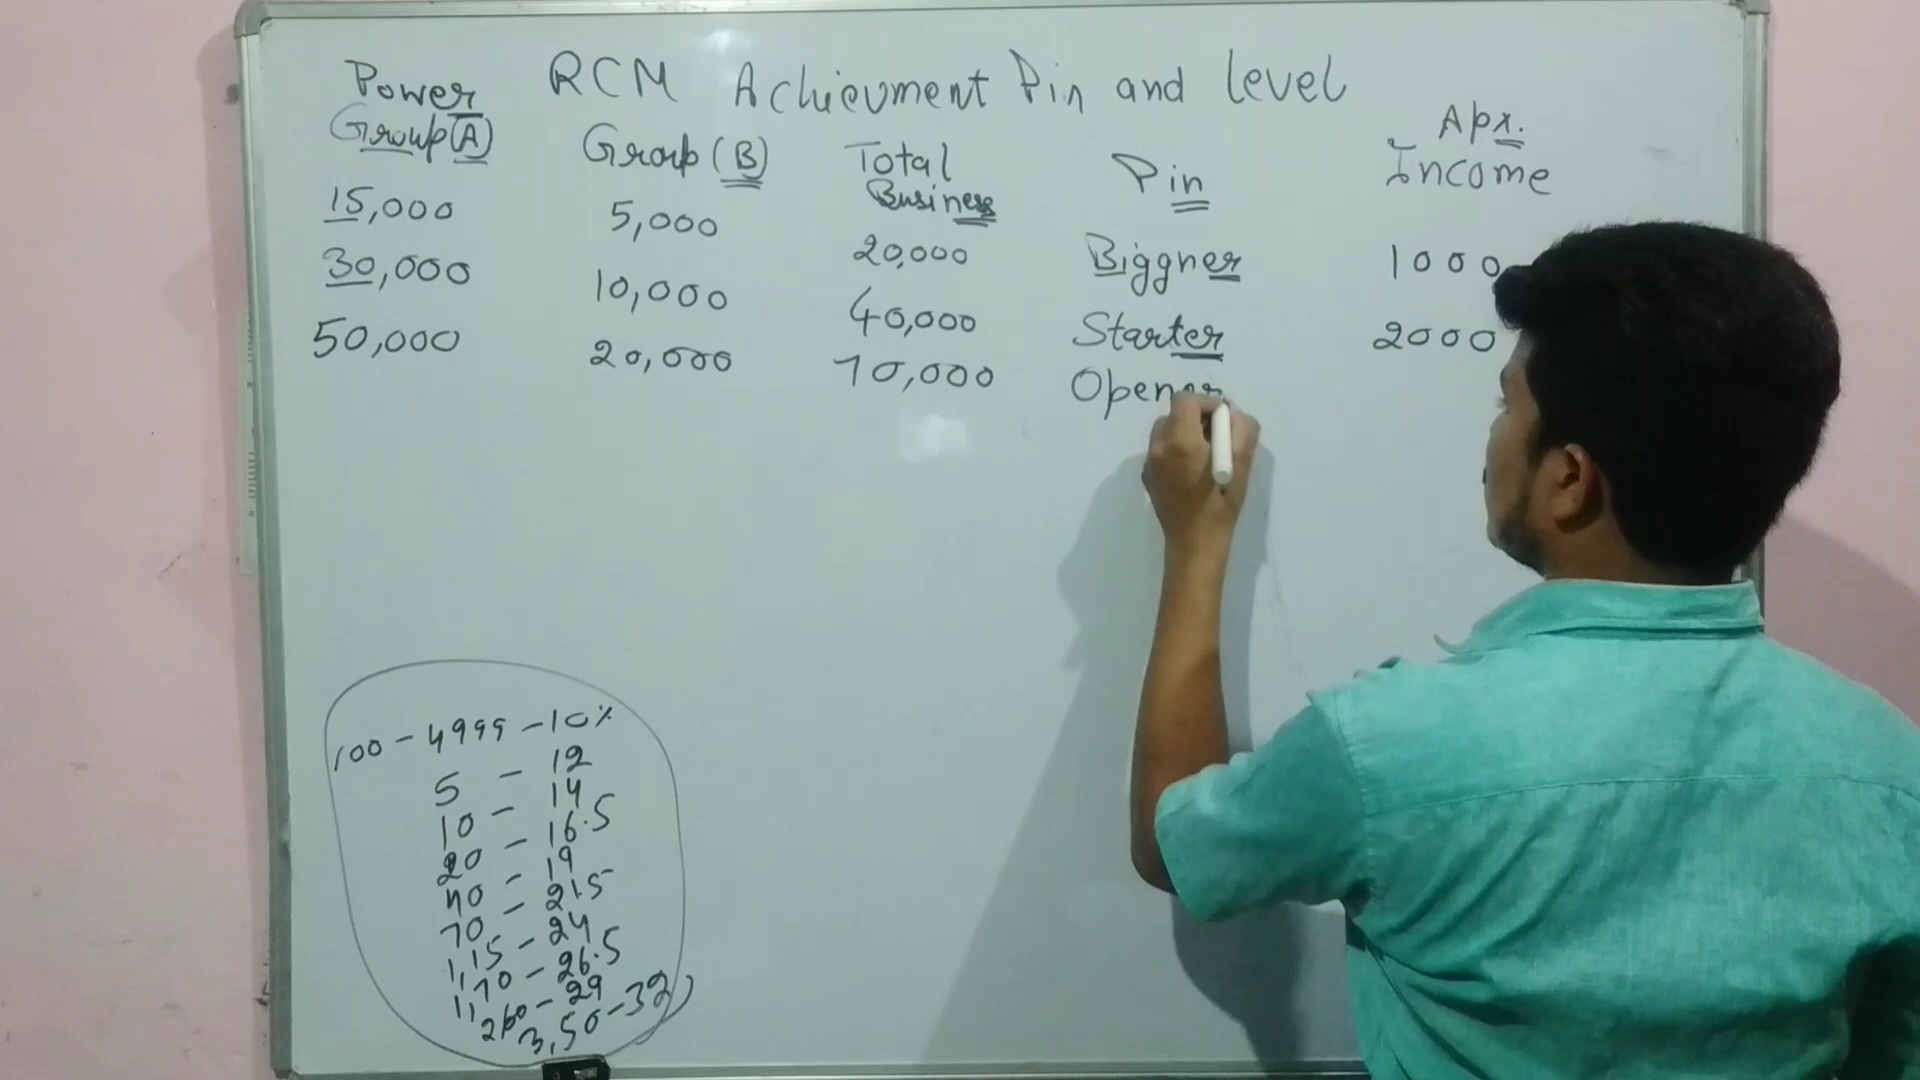 RCM Achievment Pin and level
Power Group (A) Group (B) Total Business Pin Apx. Income
15,000 5,000 20,000 Biggner 1000
30,000 10,000 40,000 Starter 2000
50,000 20,000 70,000 Opener
100 - 4999 - 10%
5 - 12
10 - 14
20 - 16.5
40 - 19
70 - 21.5
1,15 - 24
1,70 - 26.5
260 - 29
3,50 - 32